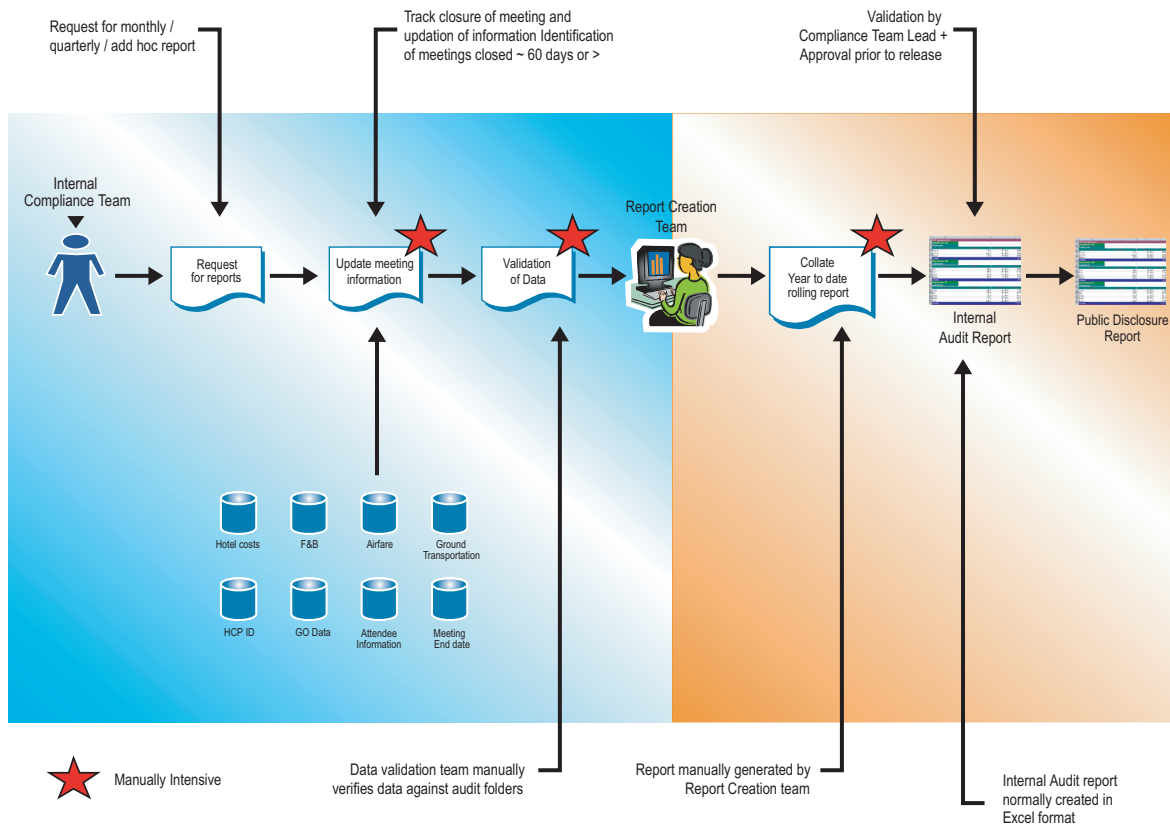 Request for monthly /
quarterly / add hoc report
Track closure of meeting and
updation of information Identification
of meetings closed ~ 60 days or >
Validation by
Compliance Team Lead +
Approval prior to release
Internal
Compliance Team
Request
for reports
Update meeting
information
Validation
of Data
Report Creation
Team
Collate
Year to date
rolling report
Internal
Audit Report
Public Disclosure
Report
Hotel costs
F&B
Airfare
Ground
Transportation
HCP ID
GO Data
Attendee
Information
Meeting
End date
Manually Intensive
Data validation team manually
verifies data against audit folders
Report manually generated by
Report Creation team
Internal Audit report
normally created in
Excel format